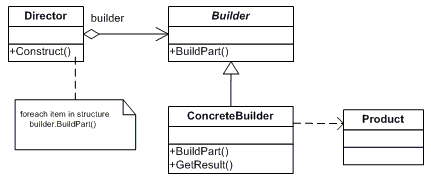 Director
builder
Builder
+Construct()
+BuildPart()
foreach item in structure
builder.BuildPart()
ConcreteBuilder
Product
+BuildPart()
+GetResult()